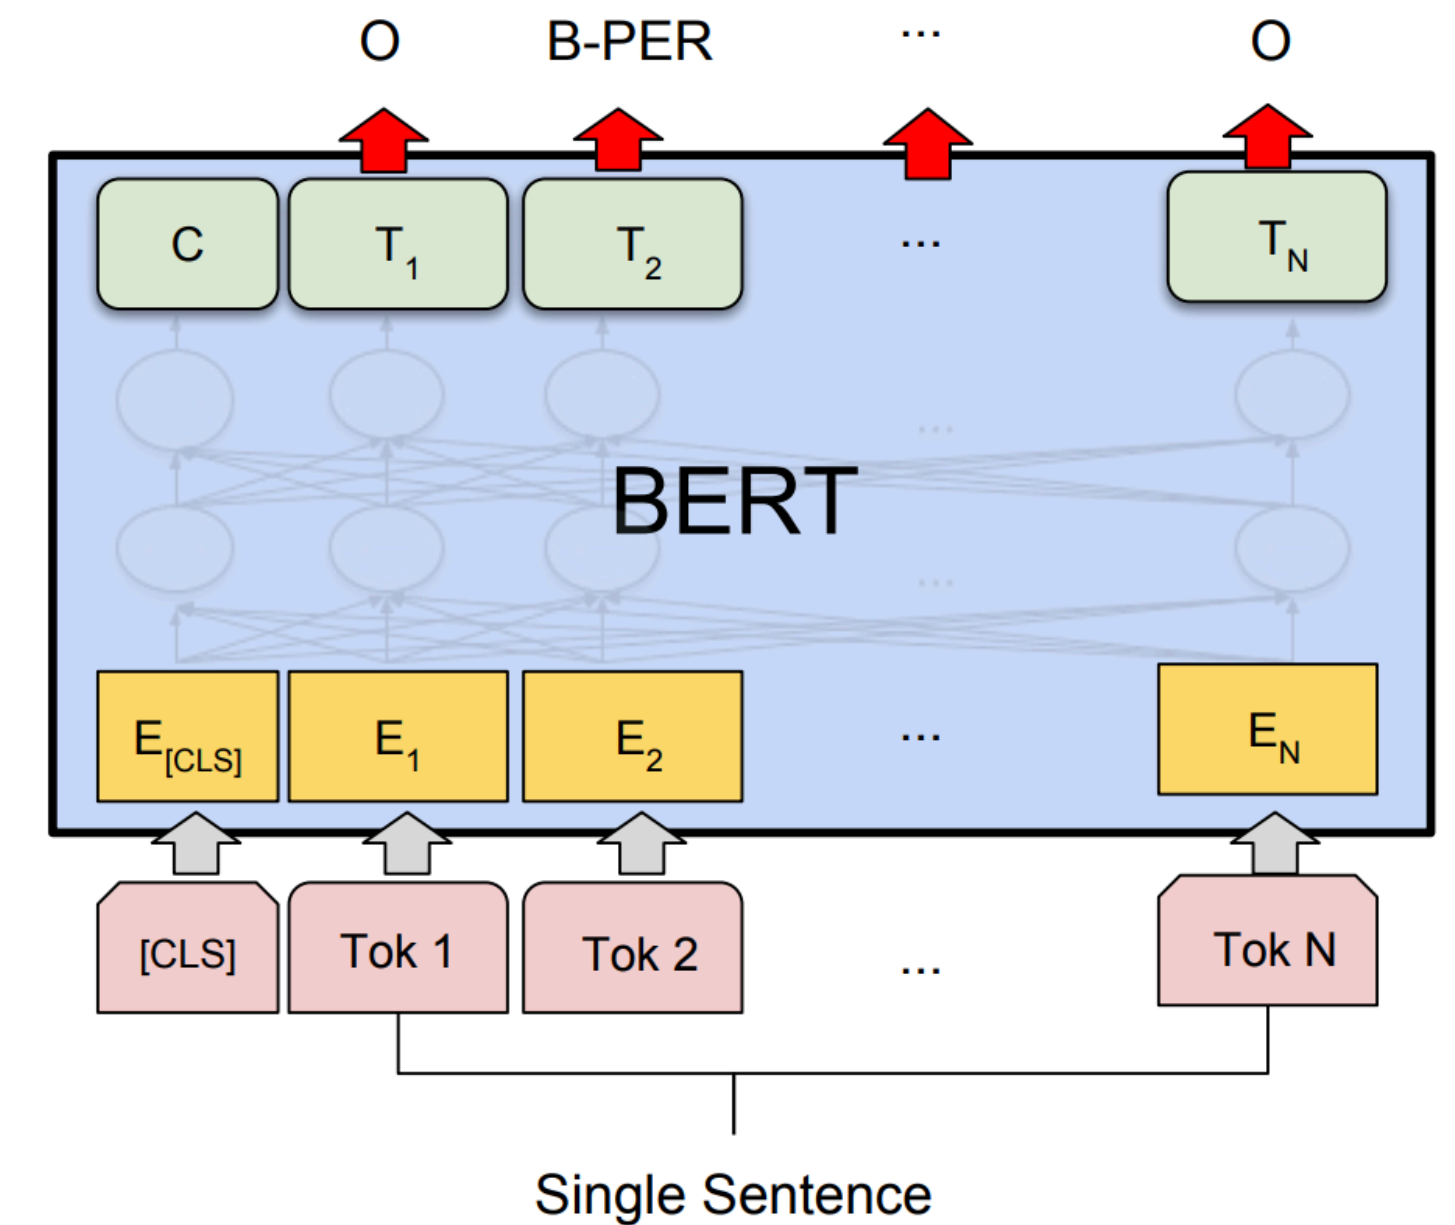 O B-PER ... O
C T1 T2 ... TN
...
BERT
...
E[CLS] E1 E2 ... EN
[CLS] Tok 1 Tok 2 ... Tok N
Single Sentence